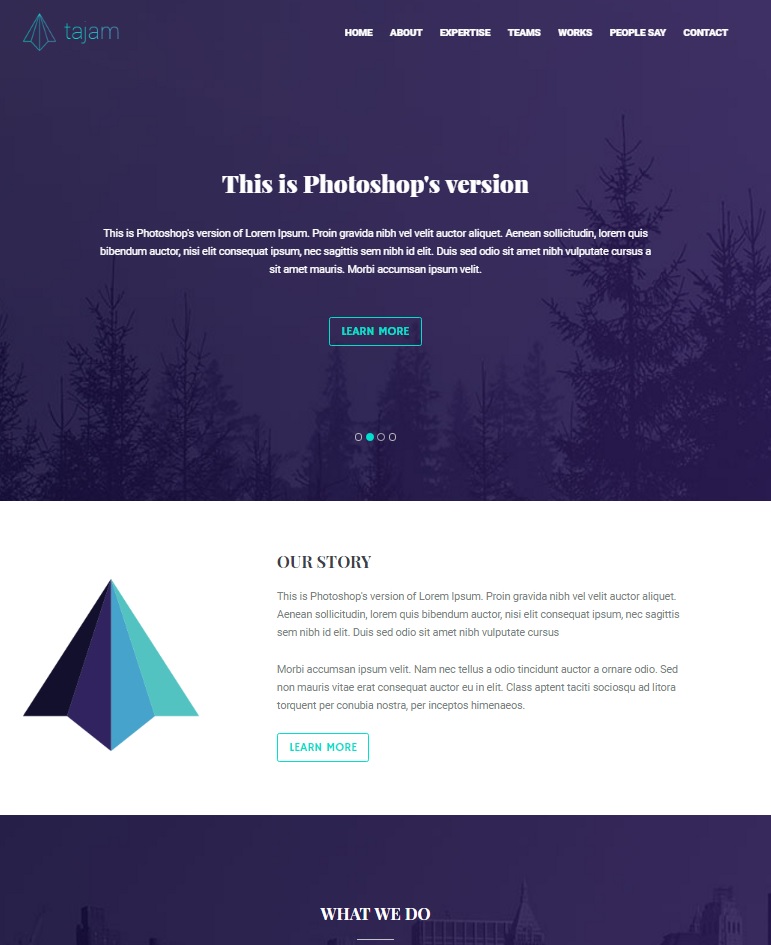 tajam
HOME ABOUT EXPERTISE TEAMS WORKS PEOPLE SAY CONTACT
This is Photoshop's version
This is Photoshop's version of Lorem Ipsum. Proin gravida nibh vel velit auctor aliquet. Aenean sollicitudin, lorem quis
bibendum auctor, nisi elit consequat ipsum, nec sagittis sem nibh id elit. Duis sed odio sit amet nibh vulputate cursus a
sit amet mauris. Morbi accumsan ipsum velit.
LEARN MORE
OUR STORY
This is Photoshop's version of Lorem Ipsum. Proin gravida nibh vel velit auctor aliquet.
Aenean sollicitudin, lorem quis bibendum auctor, nisi elit consequat ipsum, nec sagittis
sem nibh id elit. Duis sed odio sit amet nibh vulputate cursus
Morbi accumsan ipsum velit. Nam nec tellus a odio tincidunt auctor a ornare odio. Sed
non mauris vitae erat consequat auctor eu in elit. Class aptent taciti sociosqu ad litora
torquent per conubia nostra, per inceptos himenaeos.
LEARN MORE
WHAT WE DO